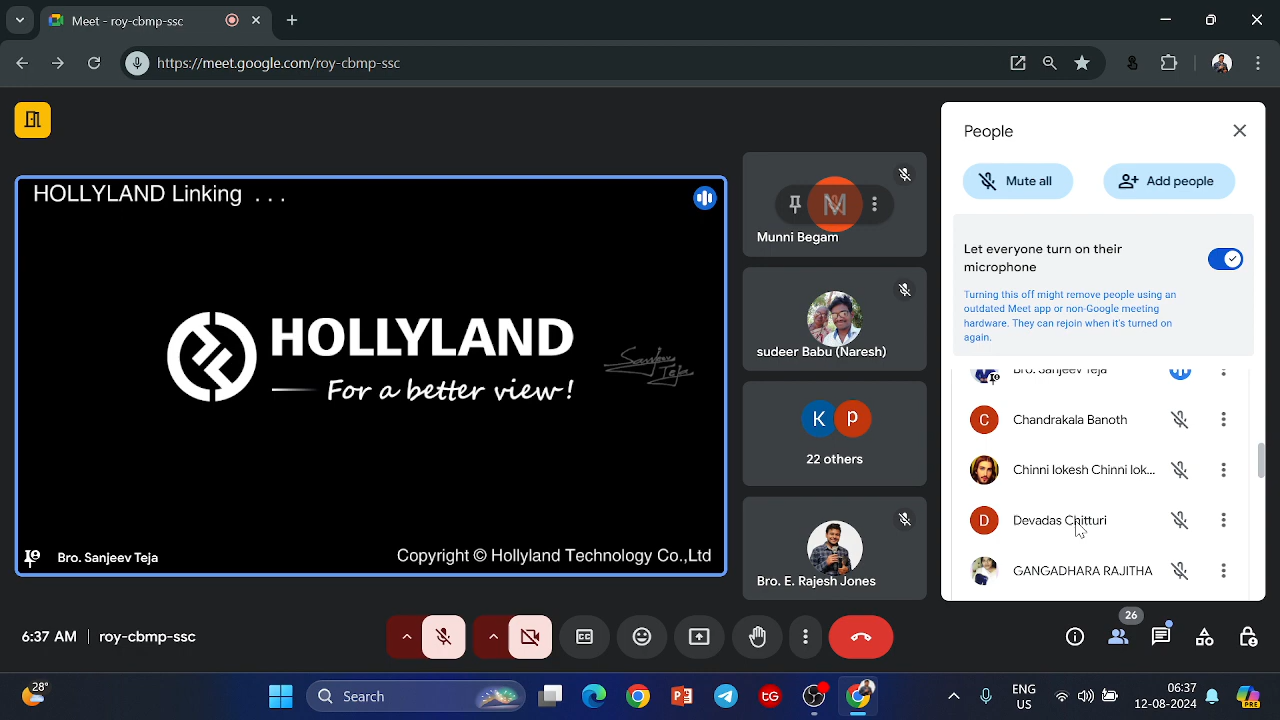 Meet - roy-cbmp-ssc
https://meet.google.com/roy-cbmp-ssc
HOLLYLAND Linking . . .
HOLLYLAND
For a better view!
Sanjeev
Teja
Bro. Sanjeev Teja
Copyright © Hollyland Technology Co.,Ltd
M
Munni Begam
sudeer Babu (Naresh)
K p
22 others
Bro. E. Rajesh Jones
People
Mute all
Add people
Let everyone turn on their
microphone
Turning this off might remove people using an
outdated Meet app or non-Google meeting
hardware. They can rejoin when it's turned on
again.
Bro. Sanjeev Teja
C Chandrakala Banoth
Chinni lokesh Chinni lok...
D Devadas Chitturi
GANGADHARA RAJITHA
6:37 AM | roy-cbmp-ssc
26
28°
Search
tG
ENG
US
06:37
12-08-2024
PRE